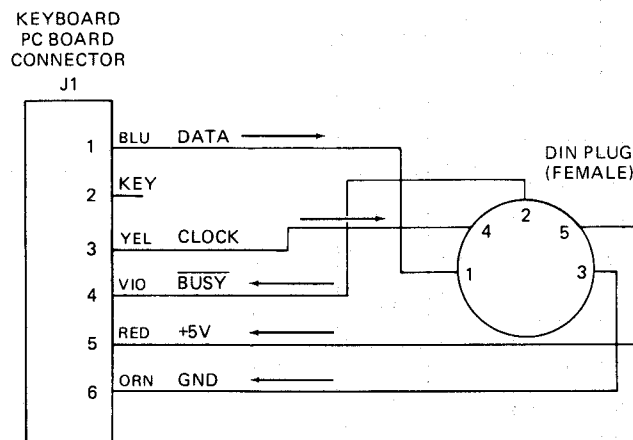 KEYBOARD
PC BOARD
CONNECTOR
J1
1 BLU DATA
2 KEY
3 YEL CLOCK
4 VIO BUSY
5 RED +5V
6 ORN GND
DIN PLUG
(FEMALE)
2
4 5
1 3